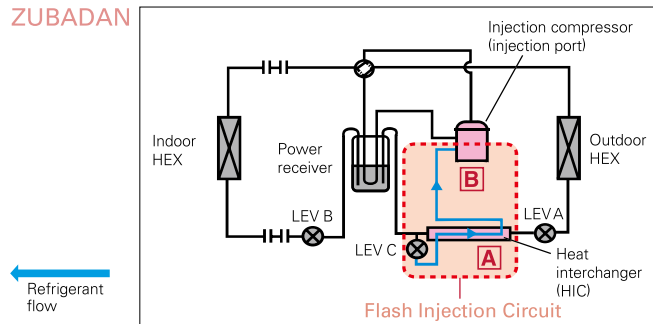 ZUBADAN
Injection compressor
(injection port)
Indoor
HEX
Power
receiver
Outdoor
HEX
B
LEV B
LEV A
LEV C
A
Heat
interchanger
(HIC)
Refrigerant
flow
Flash Injection Circuit